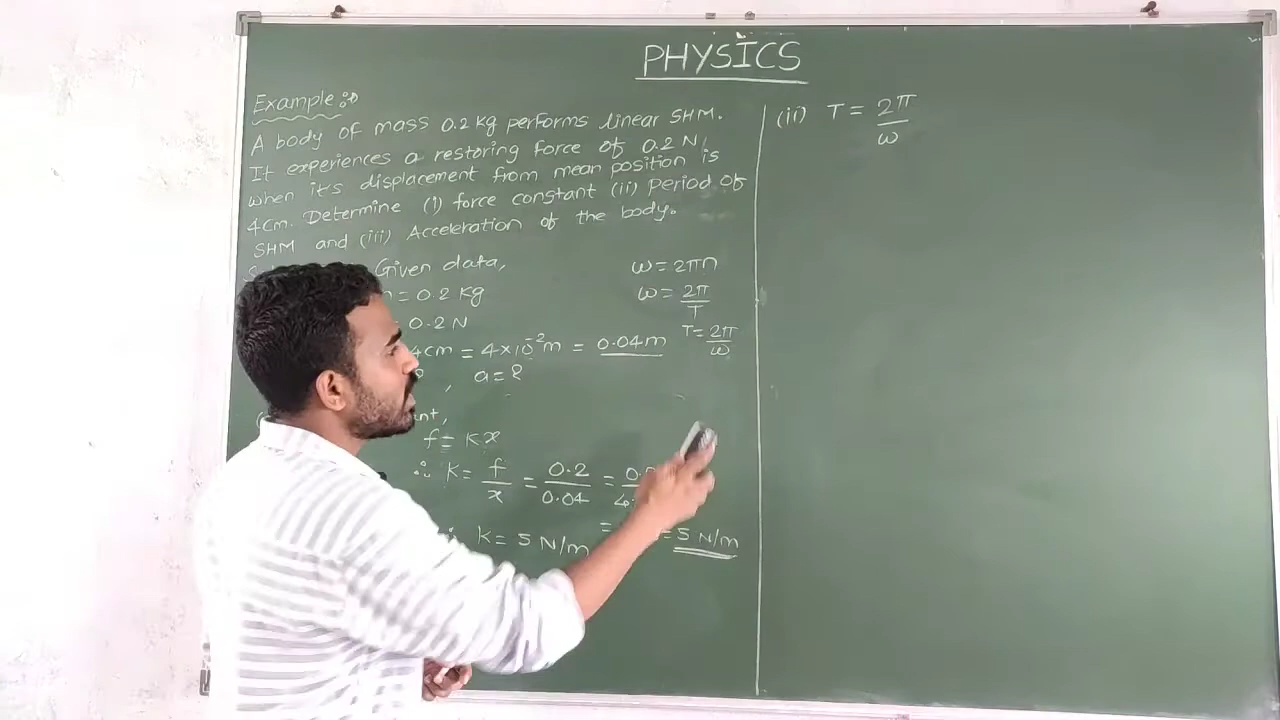 PHYSICS
Example :-
A body of mass 0.2 kg performs linear SHM.
It experiences a restoring force of 0.2 N,
when it's displacement from mean position is
4cm. Determine (i) force constant (ii) period of
SHM and (iii) Acceleration of the body.
Given data,
= 0.2 kg
0.2 N
4cm = 4×10⁻²m = 0.04m
, a = ?
ω = 2πn
ω = 2π/T
T = 2π/ω
f = Kx
∴ K = f/x = 0.2/0.04 =
= 5 N/m
K = 5 N/m
(ii) T = 2π/ω